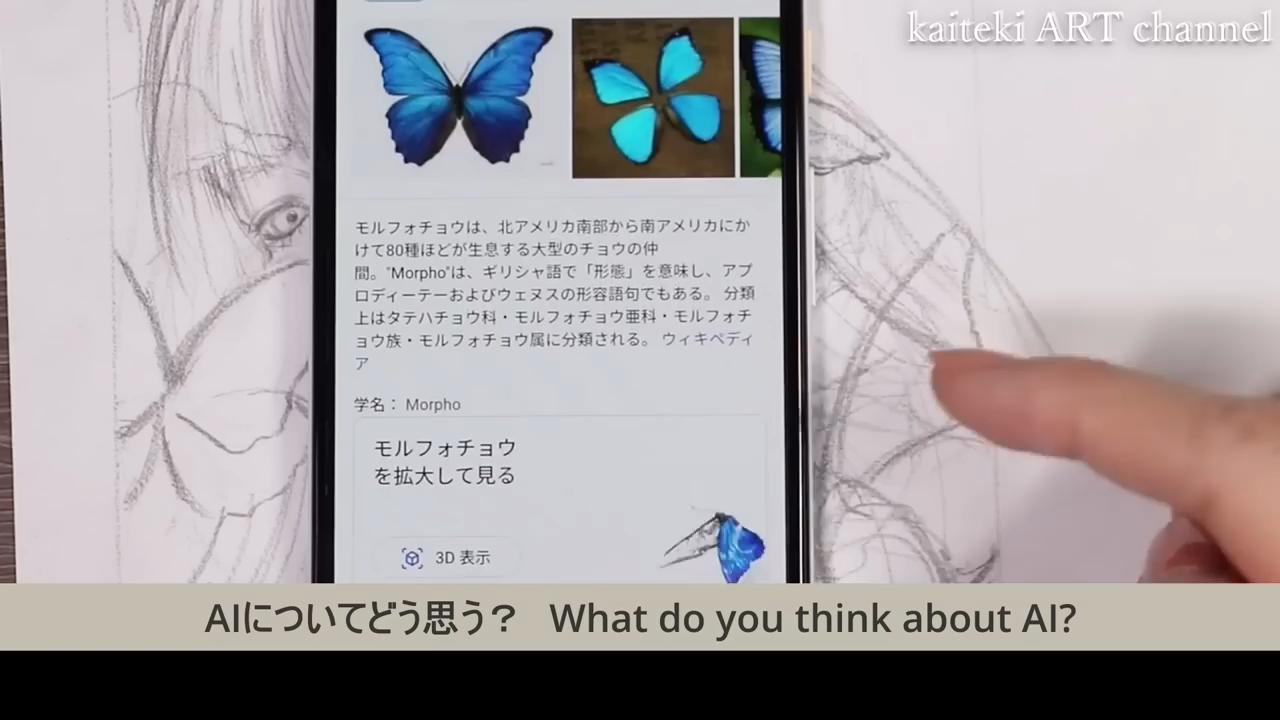 kaiteki ART channel
モルフォチョウは、北アメリカ南部から南アメリカにか
けて80種ほどが生息する大型のチョウの仲
間。"Morpho"は、ギリシャ語で「形態」を意味し、アプ
ロディーテーおよびウェヌスの形容語句でもある。 分類
上はタテハチョウ科・モルフォチョウ亜科・モルフォチ
ョウ族・モルフォチョウ属に分類される。 ウィキペディ
ア
学名： Morpho
モルフォチョウ
を拡大して見る
3D 表示
AIについてどう思う？ What do you think about AI?